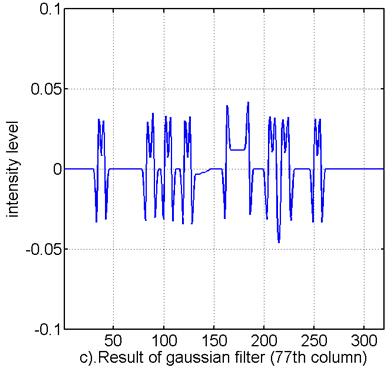 0.1
0.05
0
-0.05
-0.1
intensity level
50 100 150 200 250 300
c).Result of gaussian filter (77th column)